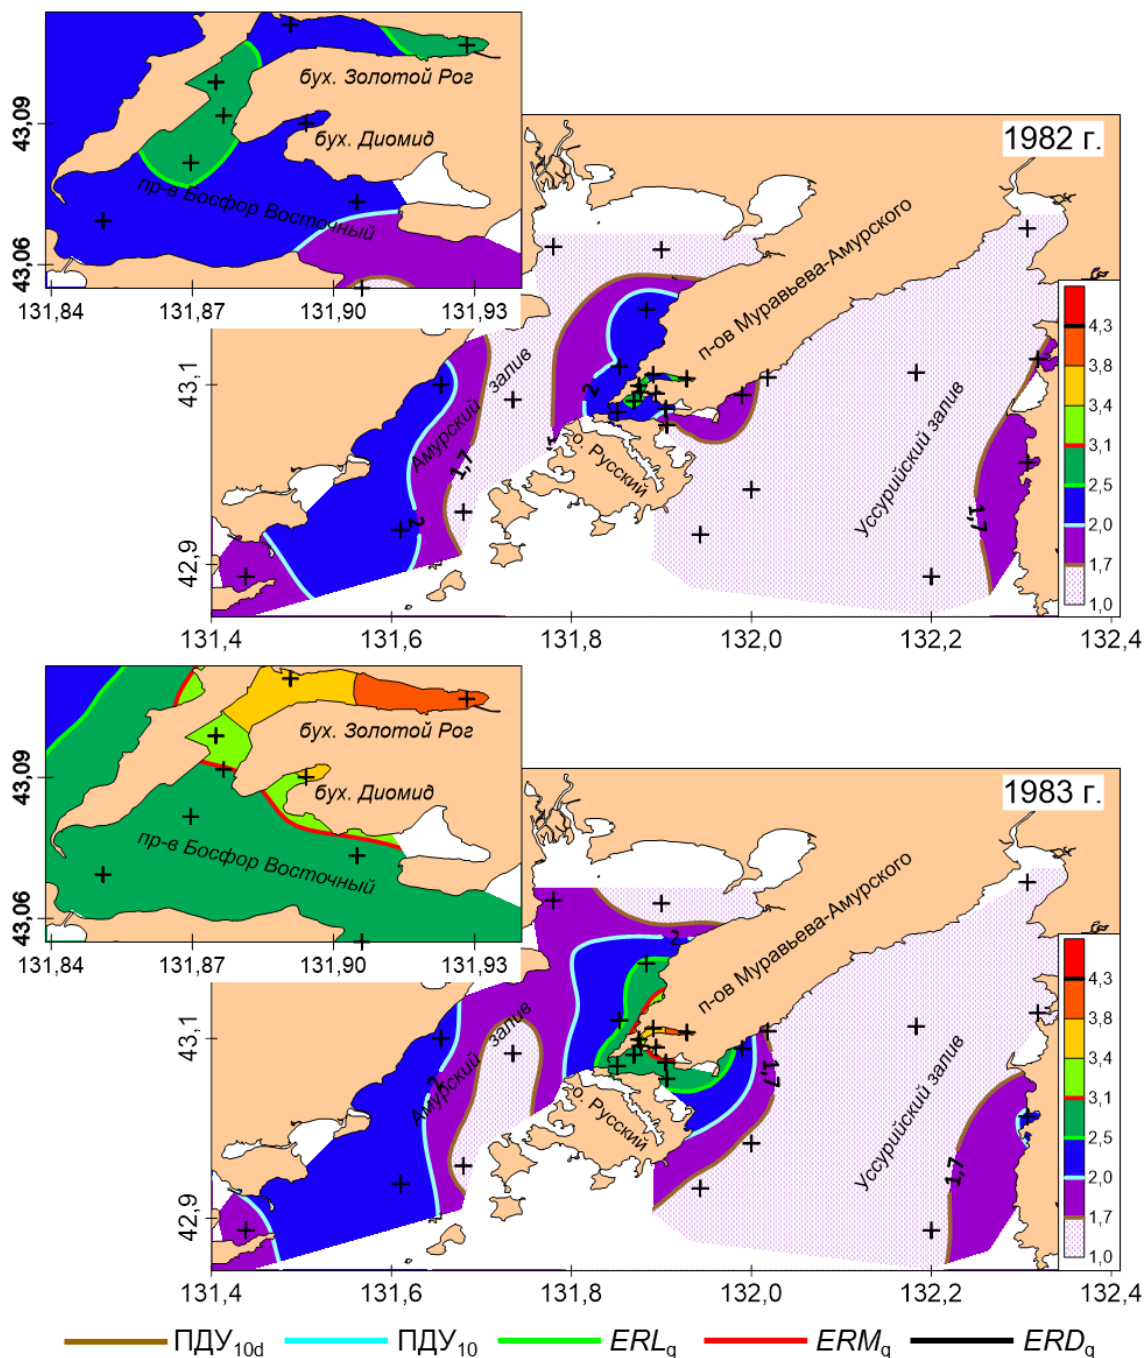 бух. Золотой Рог
бух. Диомид
пр-в Босфор Восточный
43,09
43,06
131,84
131,87
131,90
131,93
1982 г.
п-ов Муравьева-Амурского
Амурский залив
Уссурийский залив
о. Русский
2
2
1,7
1,7
43,1
42,9
131,4
131,6
131,8
132,0
132,2
132,4
4,3
3,8
3,4
3,1
2,5
2,0
1,7
1,0
бух. Золотой Рог
бух. Диомид
пр-в Босфор Восточный
43,09
43,06
131,84
131,87
131,90
131,93
1983 г.
п-ов Муравьева-Амурского
Амурский залив
Уссурийский залив
о. Русский
2
2
1,7
1,7
43,1
42,9
131,4
131,6
131,8
132,0
132,2
132,4
4,3
3,8
3,4
3,1
2,5
2,0
1,7
1,0
ПДУ10d
ПДУ10
ERLq
ERMq
ERDq